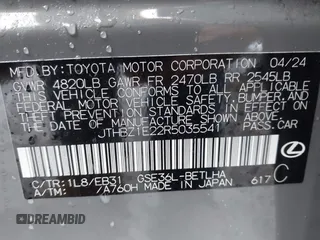 MFD.BY:TOYOTA MOTOR CORPORATION 04/24
GVWR 4820LB GAWR FR 2470LB RR 2545LB
THIS VEHICLE CONFORMS TO ALL APPLICABLE
FEDERAL MOTOR VEHICLE SAFETY, BUMPER AND
THEFT PREVENTION STANDARDS IN EFFECT ON
THE DATE OF MANUFACTURE SHOWN ABOVE.
JTHBZ1E22R5035541 PASS. CAR
C/TR:1L8/EB31 GSE36L-BETLHA
A/TM: /A760H MADE IN JAPAN 617 C